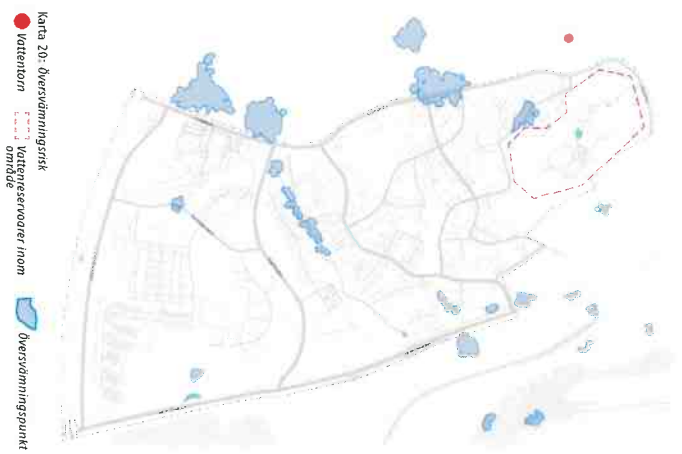 Karta 20: Översvämningsrisk
Vattentorn
Vattenreservoarer inom
område
Översvämningspunkt